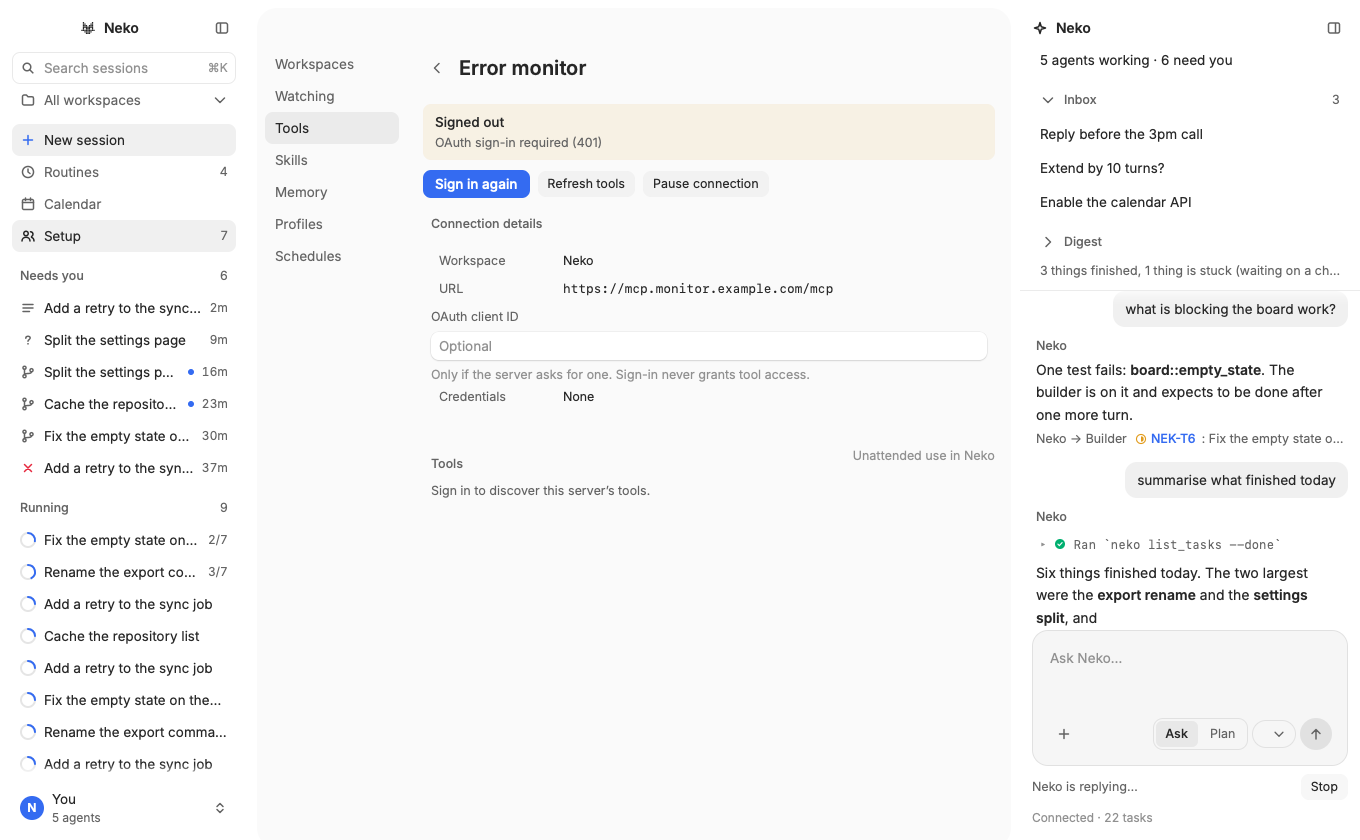 Neko
Search sessions ⌘K
All workspaces
New session
Routines 4
Calendar
Setup 7
Needs you 6
Add a retry to the sync... 2m
Split the settings page 9m
Split the settings p... 16m
Cache the reposito... 23m
Fix the empty state o... 30m
Add a retry to the syn... 37m
Running 9
Fix the empty state on... 2/7
Rename the export co... 3/7
Add a retry to the sync job
Cache the repository list
Add a retry to the sync job
Fix the empty state on the...
Rename the export comma...
Add a retry to the sync job
N
You
5 agents
Workspaces
Watching
Tools
Skills
Memory
Profiles
Schedules
Error monitor
Signed out
OAuth sign-in required (401)
Sign in again Refresh tools Pause connection
Connection details
Workspace Neko
URL https://mcp.monitor.example.com/mcp
OAuth client ID
Optional
Only if the server asks for one. Sign-in never grants tool access.
Credentials None
Tools Unattended use in Neko
Sign in to discover this server's tools.
Neko
5 agents working · 6 need you
Inbox 3
Reply before the 3pm call
Extend by 10 turns?
Enable the calendar API
Digest
3 things finished, 1 thing is stuck (waiting on a ch...
what is blocking the board work?
Neko
One test fails: board::empty_state. The
builder is on it and expects to be done after
one more turn.
Neko → Builder NEK-T6 : Fix the empty state o...
summarise what finished today
Neko
Ran `neko list_tasks --done`
Six things finished today. The two largest
were the export rename and the settings
split, and
Ask Neko...
Ask Plan
Neko is replying... Stop
Connected · 22 tasks